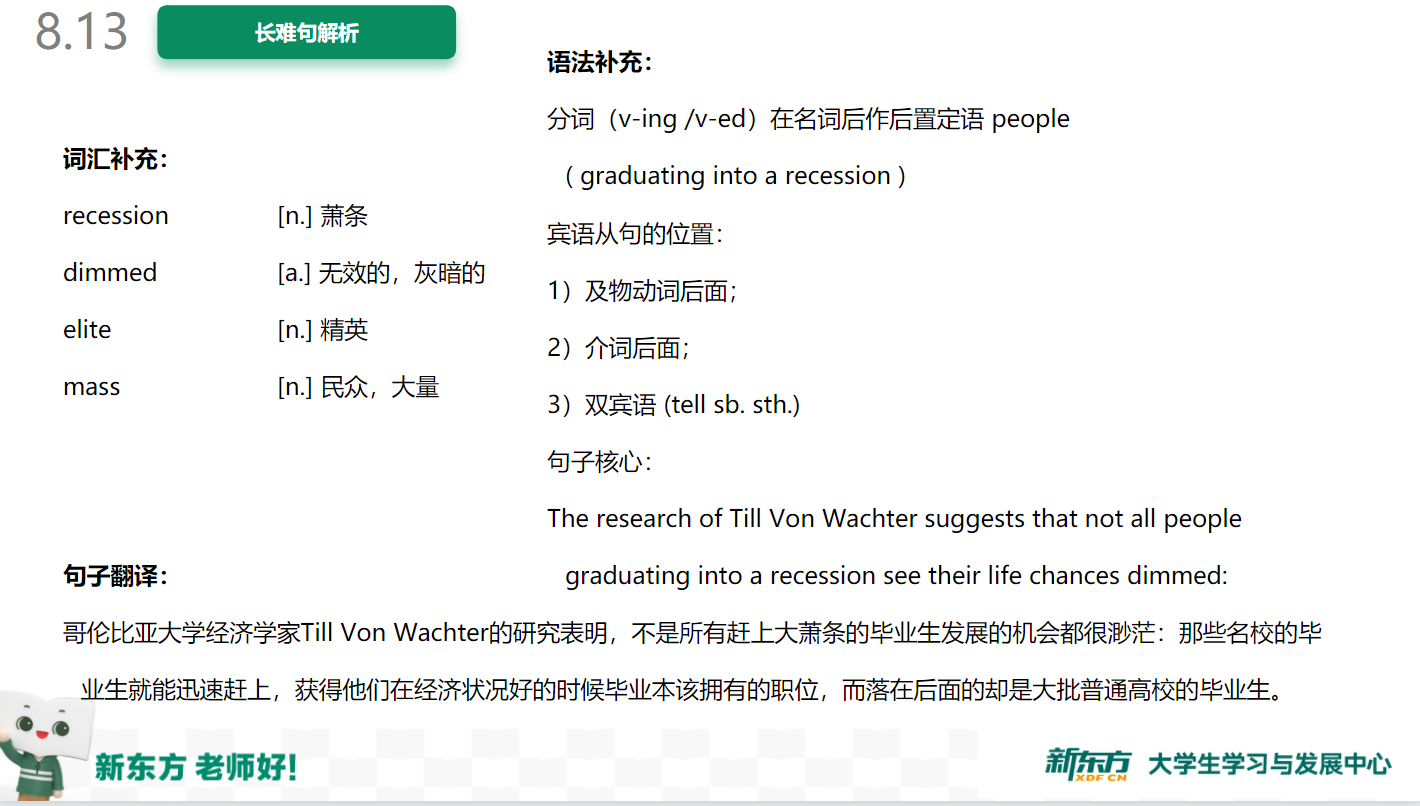 8.13
长难句解析
词汇补充：
recession [n.] 萧条
dimmed [a.] 无效的，灰暗的
elite [n.] 精英
mass [n.] 民众，大量
语法补充：
分词（v-ing /v-ed）在名词后作后置定语 people
（ graduating into a recession ）
宾语从句的位置：
1）及物动词后面；
2）介词后面；
3）双宾语 (tell sb. sth.)
句子核心：
The research of Till Von Wachter suggests that not all people
graduating into a recession see their life chances dimmed:
句子翻译：
哥伦比亚大学经济学家Till Von Wachter的研究表明，不是所有赶上大萧条的毕业生发展的机会都很渺茫：那些名校的毕
业生就能迅速赶上，获得他们在经济状况好的时候毕业本该拥有的职位，而落在后面的却是大批普通高校的毕业生。
新东方 老师好！
新东方 大学生学习与发展中心
XDF CN